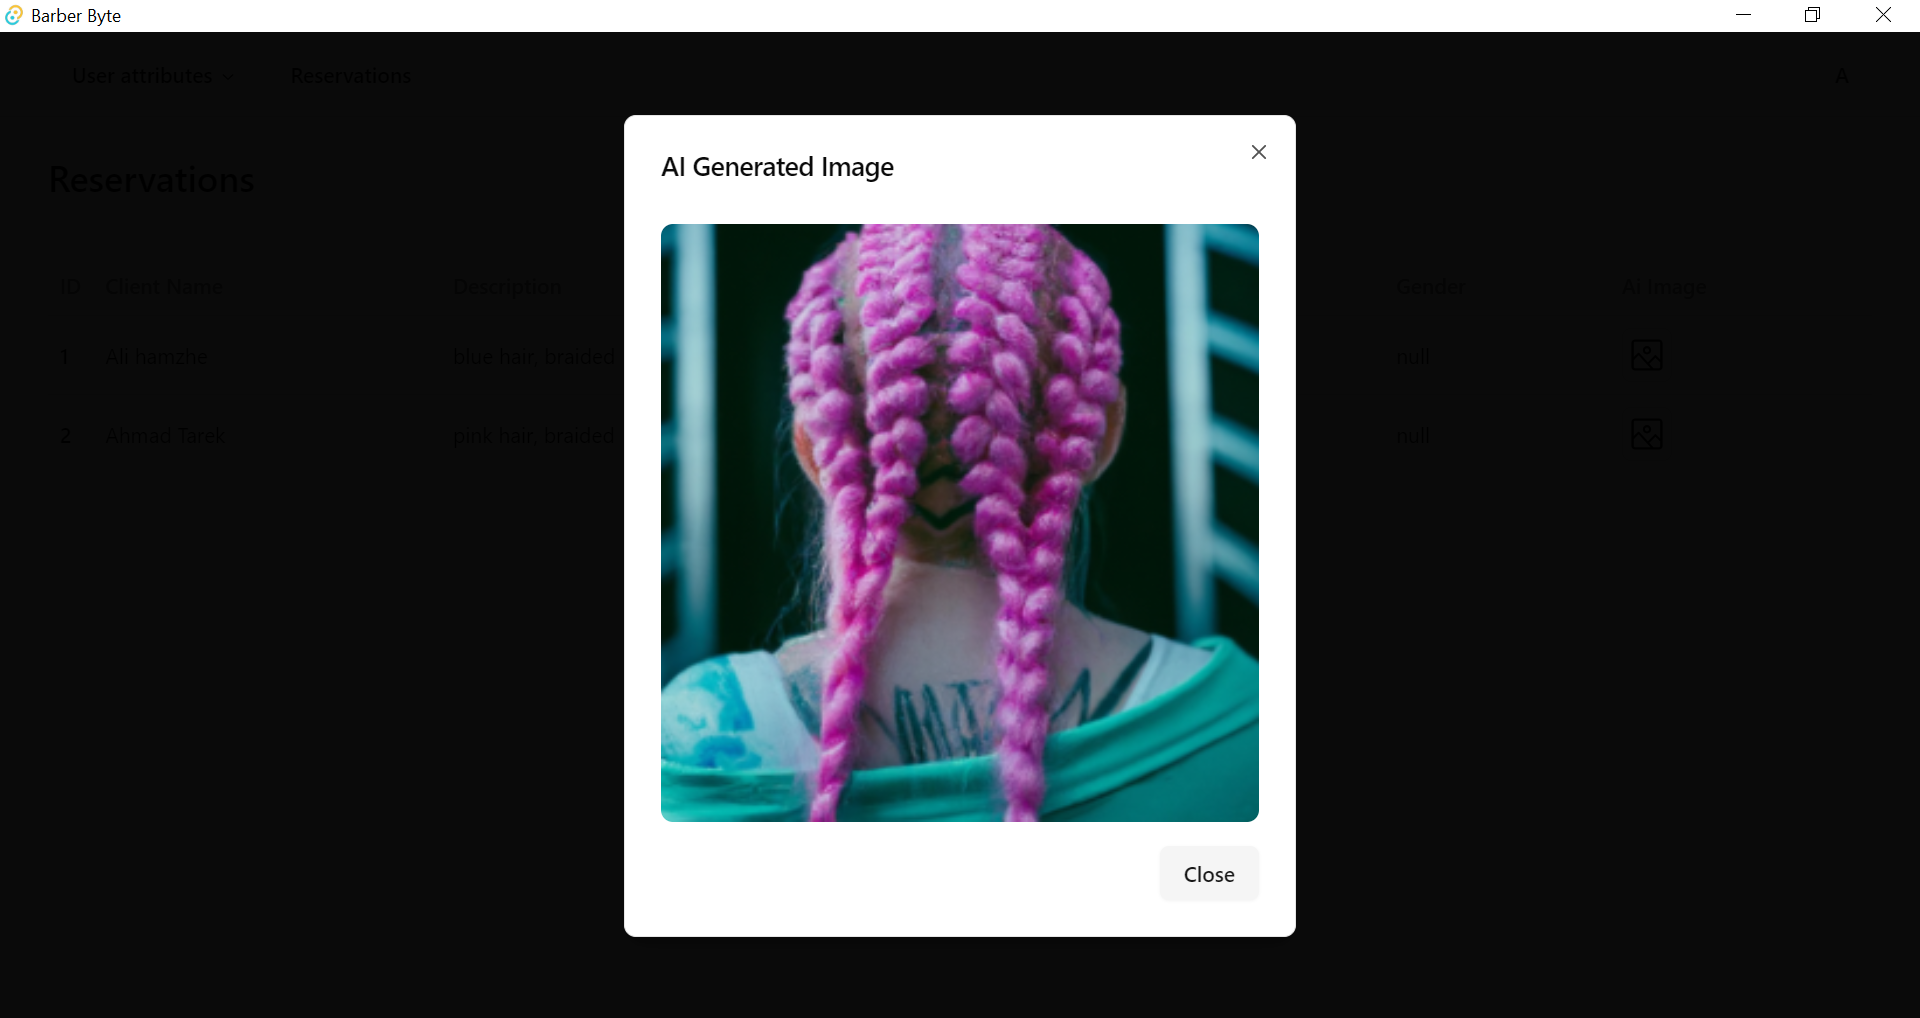 Barber Byte
User attributes
Reservations
A
Reservations
ID
Client Name
Description
Gender
Ai Image
1
Ali hamzhe
blue hair, braided
null
2
Ahmad Tarek
pink hair, braided
null
AI Generated Image
Close